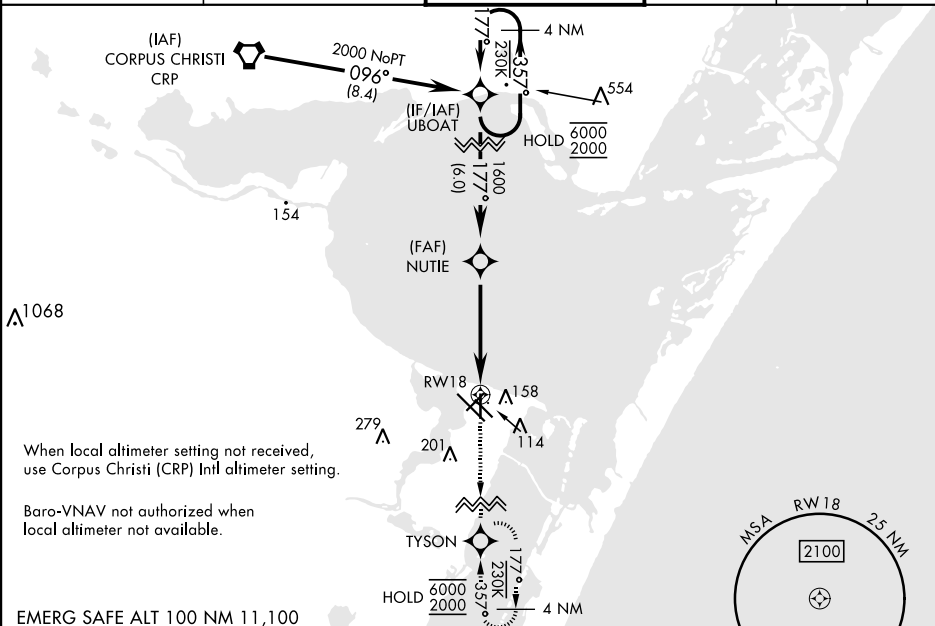 (IAF)
CORPUS CHRISTI
CRP
2000 NoPT
096°
(8.4)
177°
230K
357°
4 NM
554
(IF/IAF)
UBOAT
HOLD 6000
2000
1600
177°
(6.0)
154
(FAF)
NUTIE
1068
RW18
158
114
279
201
When local altimeter setting not received,
use Corpus Christi (CRP) Intl altimeter setting.
Baro-VNAV not authorized when
local altimeter not available.
TYSON
177°
230K
357°
HOLD 6000
2000
4 NM
MSA RW 18 25 NM
2100
EMERG SAFE ALT 100 NM 11,100